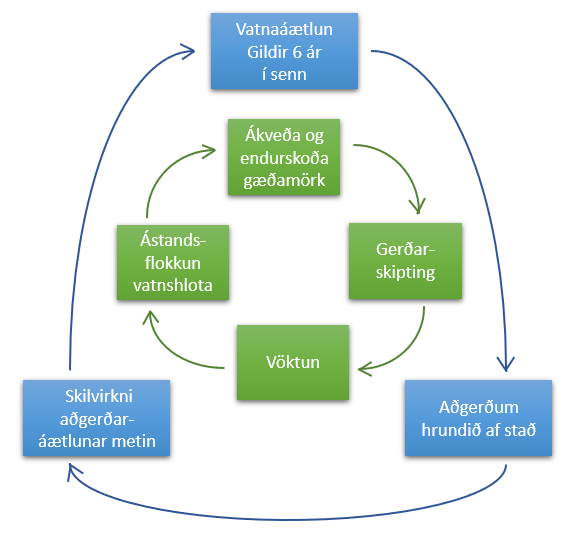 Vatnaáætlun
Gildir 6 ár
í senn
Ákveða og
endurskoða
gæðamörk
Ástands-
flokkun
vatnshlota
Gerðar-
skipting
Vöktun
Skilvirkni
aðgerðar-
áætlunar metin
Aðgerðum
hrundið af stað